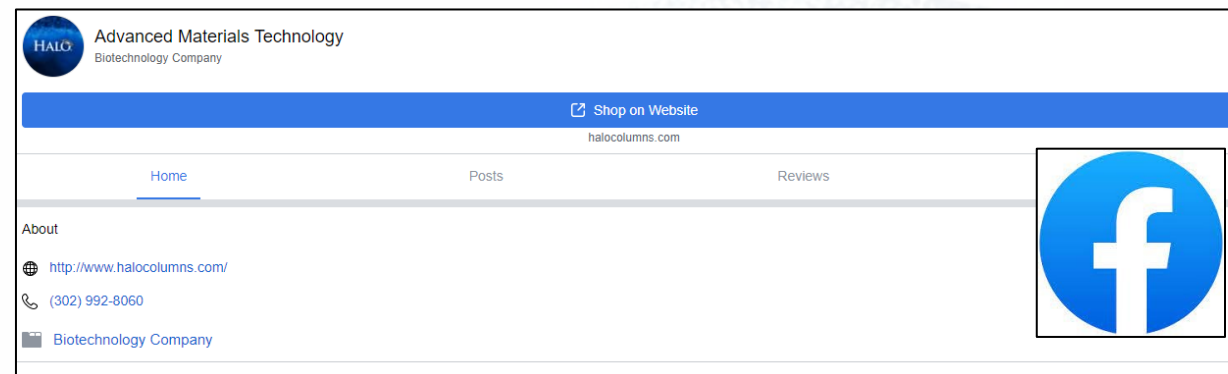 HALO
Advanced Materials Technology
Biotechnology Company
Shop on Website
halocolumns.com
Home Posts Reviews
About
http://www.halocolumns.com/
(302) 992-8060
Biotechnology Company